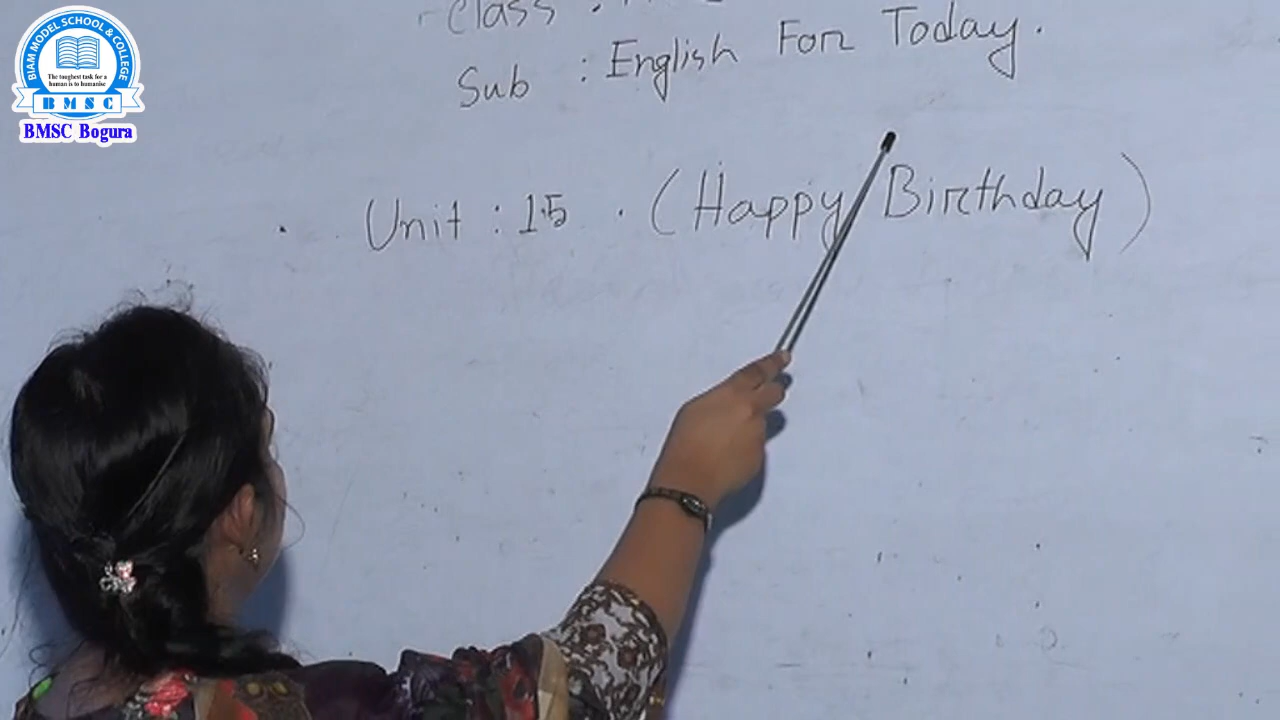 BIAM MODEL SCHOOL & COLLEGE
The toughest task for a
human is to humanise
BMSC
BMSC Bogura
Class :
Sub : English For Today.
Unit : 15 . (Happy Birthday)